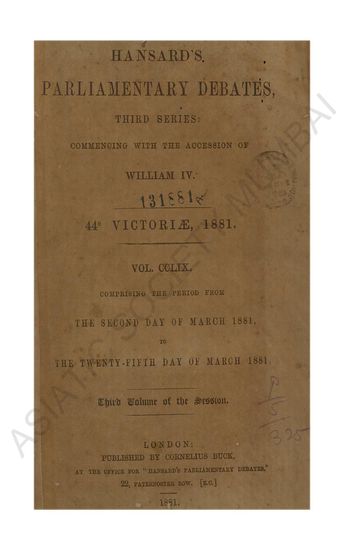 HANSARD'S
PARLIAMENTARY DEBATES,
THIRD SERIES:
COMMENCING WITH THE ACCESSION OF
WILLIAM IV.
131881
44° VICTORIÆ, 1881.
VOL. CCLIX.
COMPRISING THE PERIOD FROM
THE SECOND DAY OF MARCH 1881,
TO
THE TWENTY-FIFTH DAY OF MARCH 1881.
Third Volume of the Session.
LONDON:
PUBLISHED BY CORNELIUS BUCK,
AT THE OFFICE FOR "HANSARD'S PARLIAMENTARY DEBATES,"
22, PATERNOSTER ROW. [E.C.]
1881.
ASIATIC SOCIETY MUMBAI